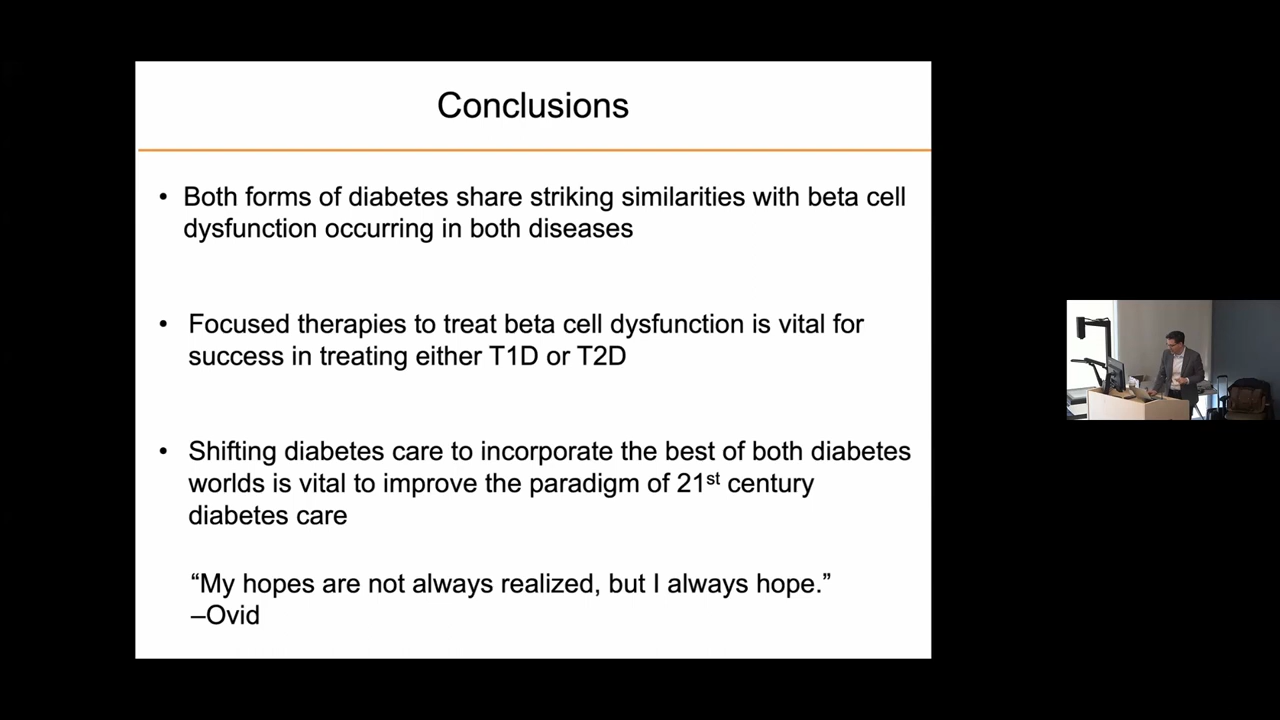 Conclusions
• Both forms of diabetes share striking similarities with beta cell
dysfunction occurring in both diseases
• Focused therapies to treat beta cell dysfunction is vital for
success in treating either T1D or T2D
• Shifting diabetes care to incorporate the best of both diabetes
worlds is vital to improve the paradigm of 21st century
diabetes care
“My hopes are not always realized, but I always hope.”
–Ovid